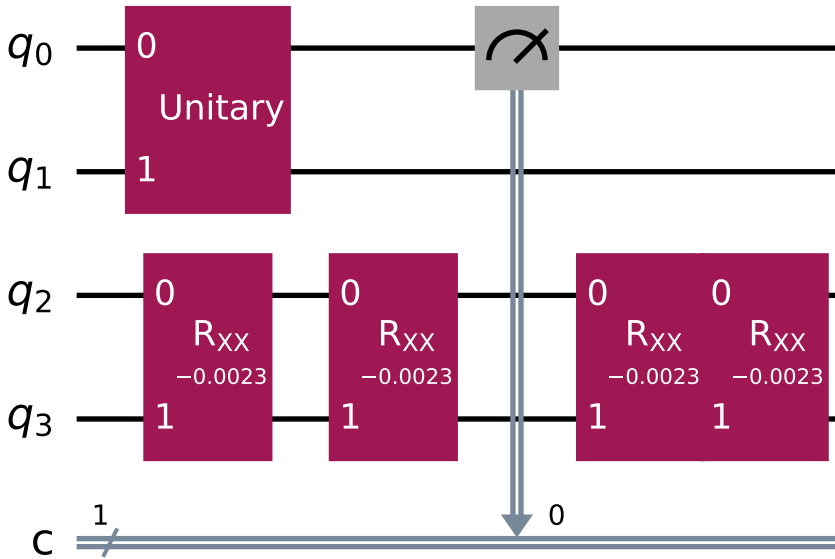 q0
0
Unitary
q1
1
q2
0 0 0 0
RXX RXX RXX RXX
−0.0023 −0.0023 −0.0023 −0.0023
q3
1 1 1 1
1
0
c